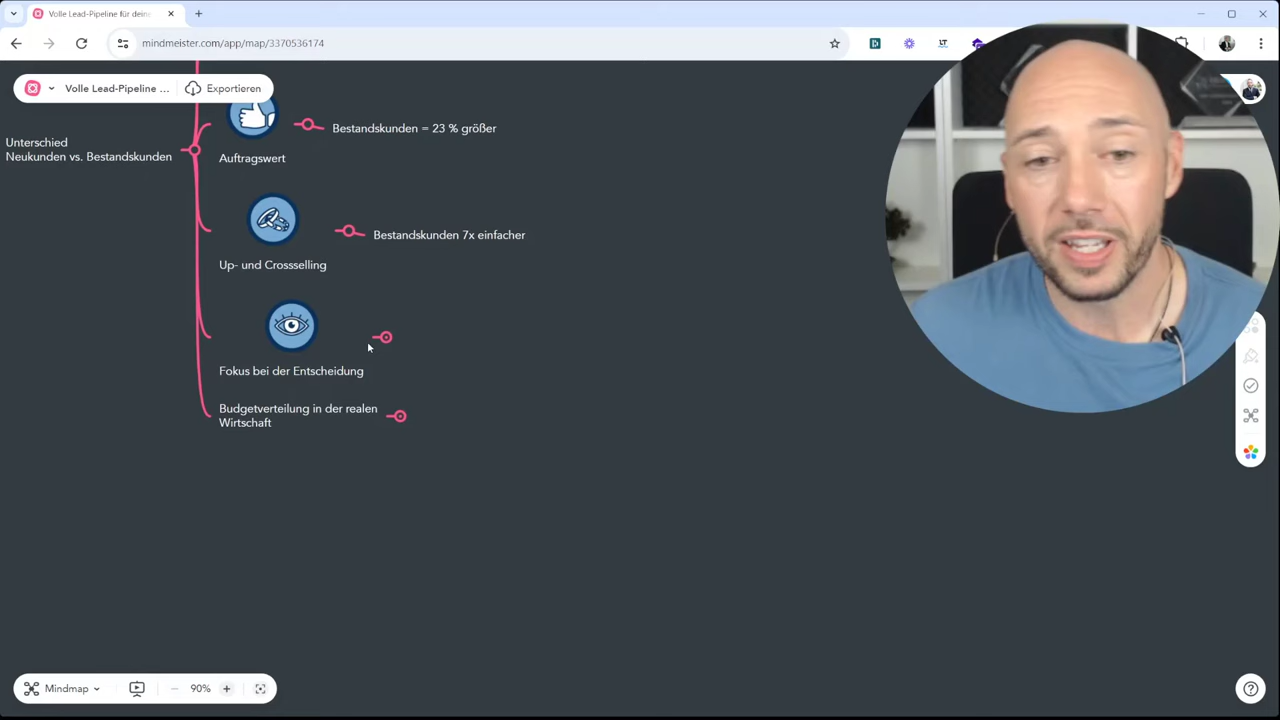 Volle Lead-Pipeline für deine
mindmeister.com/app/map/3370536174
LT
Volle Lead-Pipeline ...
Exportieren
Unterschied
Neukunden vs. Bestandskunden
Bestandskunden = 23 % größer
Auftragswert
Bestandskunden 7x einfacher
Up- und Crossselling
Fokus bei der Entscheidung
Budgetverteilung in der realen
Wirtschaft
Mindmap
90%